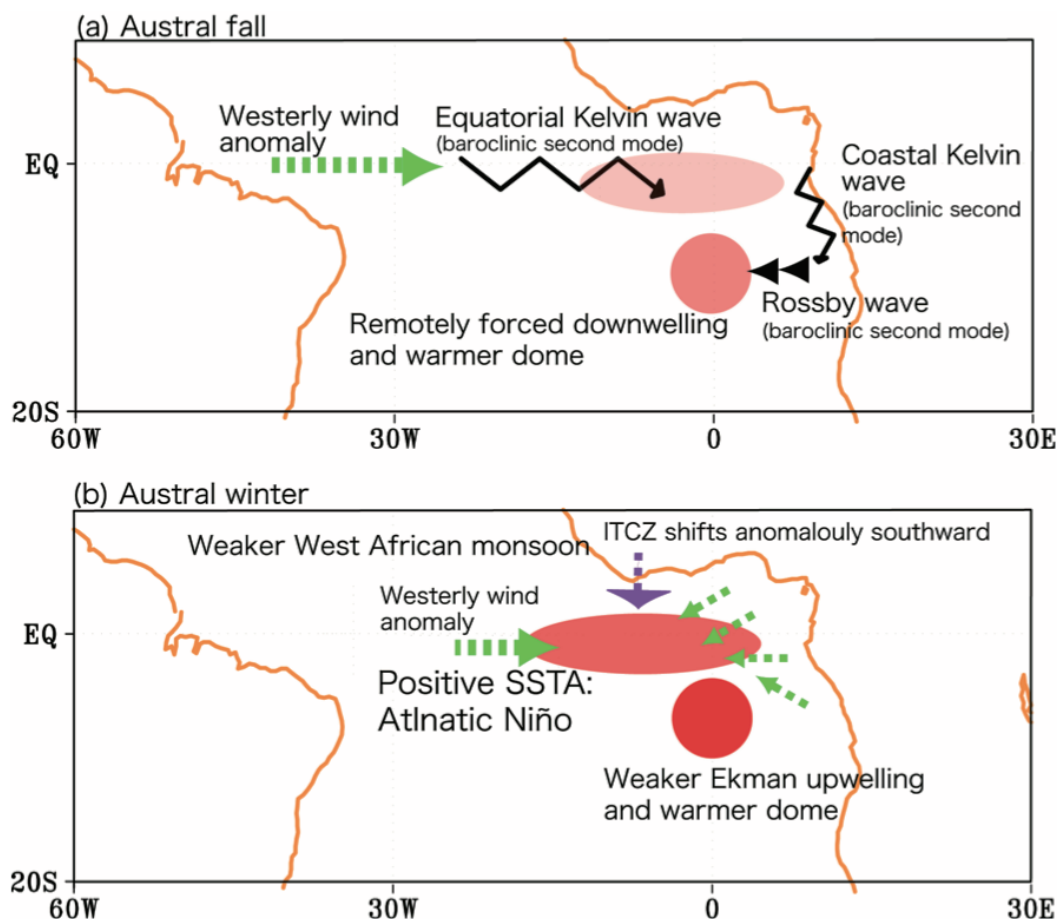 (a) Austral fall
Westerly wind
anomaly
Equatorial Kelvin wave
(baroclinic second mode)
Coastal Kelvin
wave
(baroclinic second
mode)
Rossby wave
(baroclinic second mode)
Remotely forced downwelling
and warmer dome
EQ
20S
60W
30W
0
30E
(b) Austral winter
Weaker West African monsoon
ITCZ shifts anomalouly southward
Westerly wind
anomaly
EQ
Positive SSTA:
Atlnatic Niño
Weaker Ekman upwelling
and warmer dome
20S
60W
30W
0
30E